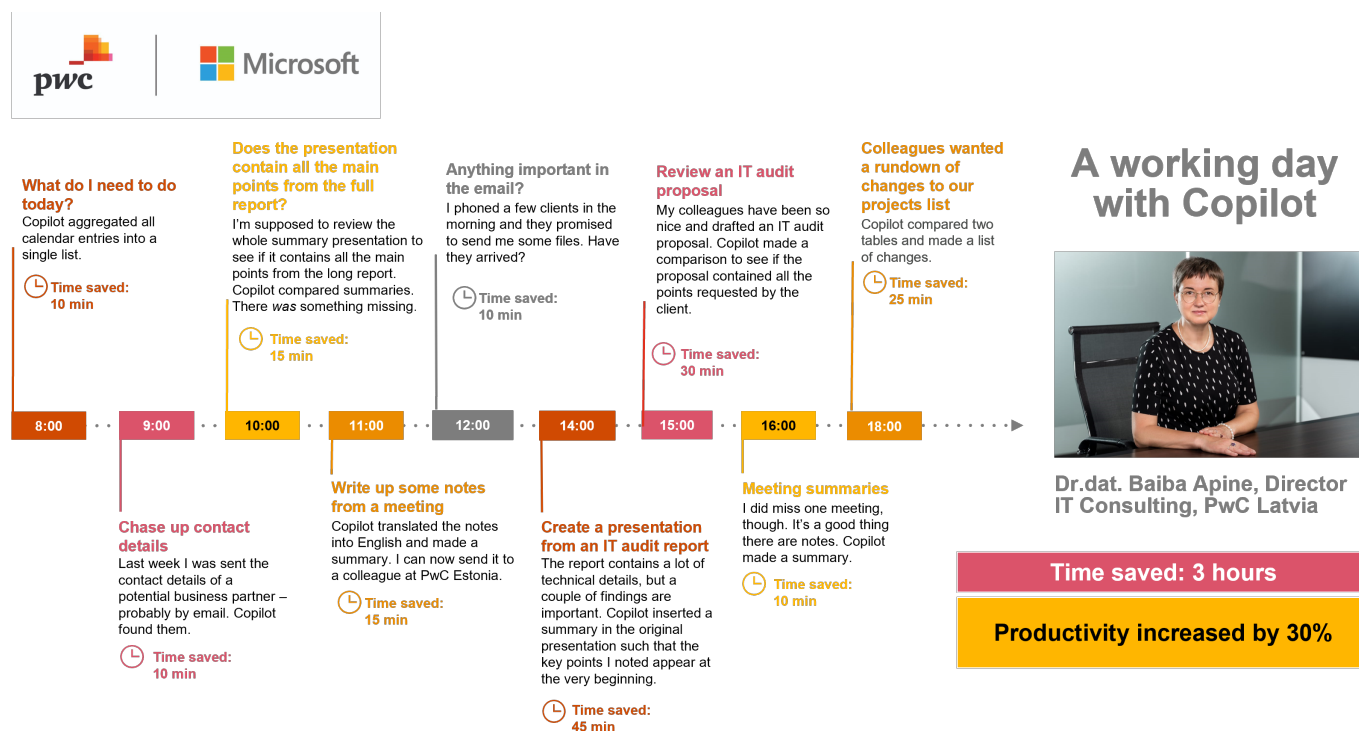 pwc
Microsoft
A working day
with Copilot
What do I need to do
today?
Copilot aggregated all
calendar entries into a
single list.
Time saved:
10 min
Does the presentation
contain all the main
points from the full
report?
I'm supposed to review the
whole summary presentation to
see if it contains all the main
points from the long report.
Copilot compared summaries.
There was something missing.
Time saved:
15 min
Anything important in
the email?
I phoned a few clients in the
morning and they promised
to send me some files. Have
they arrived?
Time saved:
10 min
Review an IT audit
proposal
My colleagues have been so
nice and drafted an IT audit
proposal. Copilot made a
comparison to see if the
proposal contained all the
points requested by the
client.
Time saved:
30 min
Colleagues wanted
a rundown of
changes to our
projects list
Copilot compared two
tables and made a list
of changes.
Time saved:
25 min
8:00
9:00
10:00
11:00
12:00
14:00
15:00
16:00
18:00
Chase up contact
details
Last week I was sent the
contact details of a
potential business partner –
probably by email. Copilot
found them.
Time saved:
10 min
Write up some notes
from a meeting
Copilot translated the notes
into English and made a
summary. I can now send it to
a colleague at PwC Estonia.
Time saved:
15 min
Create a presentation
from an IT audit report
The report contains a lot of
technical details, but a
couple of findings are
important. Copilot inserted a
summary in the original
presentation such that the
key points I noted appear at
the very beginning.
Time saved:
45 min
Meeting summaries
I did miss one meeting,
though. It's a good thing
there are notes. Copilot
made a summary.
Time saved:
10 min
Dr.dat. Baiba Apine, Director
IT Consulting, PwC Latvia
Time saved: 3 hours
Productivity increased by 30%